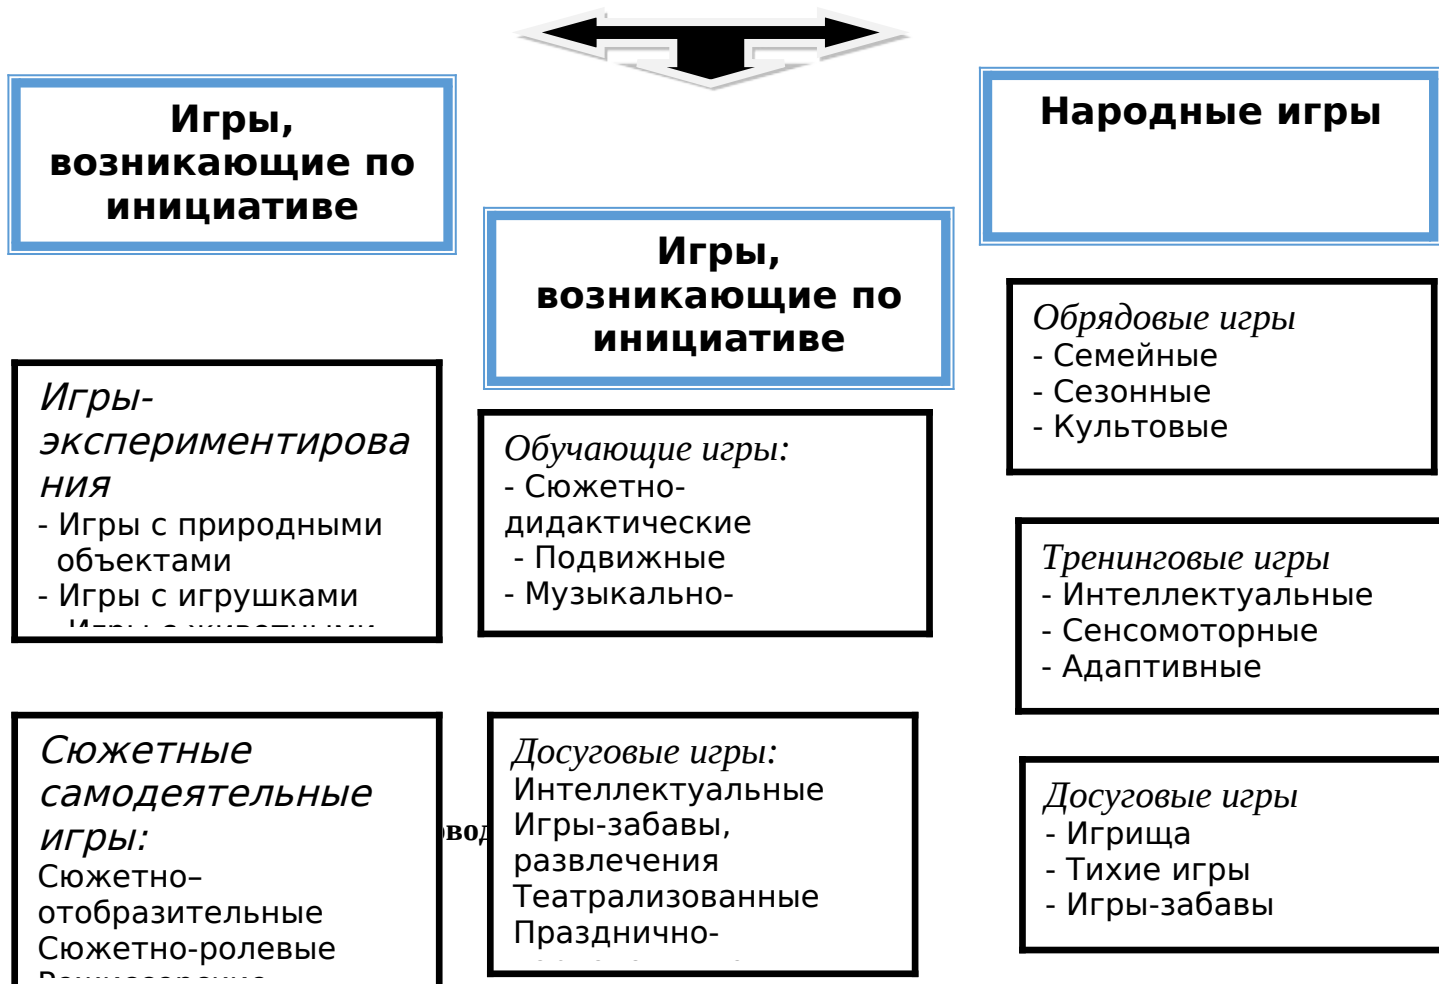 Игры,
возникающие по
инициативе
Игры-
экспериментирова
ния
- Игры с природными
объектами
- Игры с игрушками
Сюжетные
самодеятельные
игры:
Сюжетно–
отобразительные
Сюжетно-ролевые
Игры,
возникающие по
инициативе
Обучающие игры:
- Сюжетно-
дидактические
- Подвижные
- Музыкально-
Досуговые игры:
Интеллектуальные
Игры-забавы,
развлечения
Театрализованные
Празднично-
Народные игры
Обрядовые игры
- Семейные
- Сезонные
- Культовые
Тренинговые игры
- Интеллектуальные
- Сенсомоторные
- Адаптивные
Досуговые игры
- Игрища
- Тихие игры
- Игры-забавы